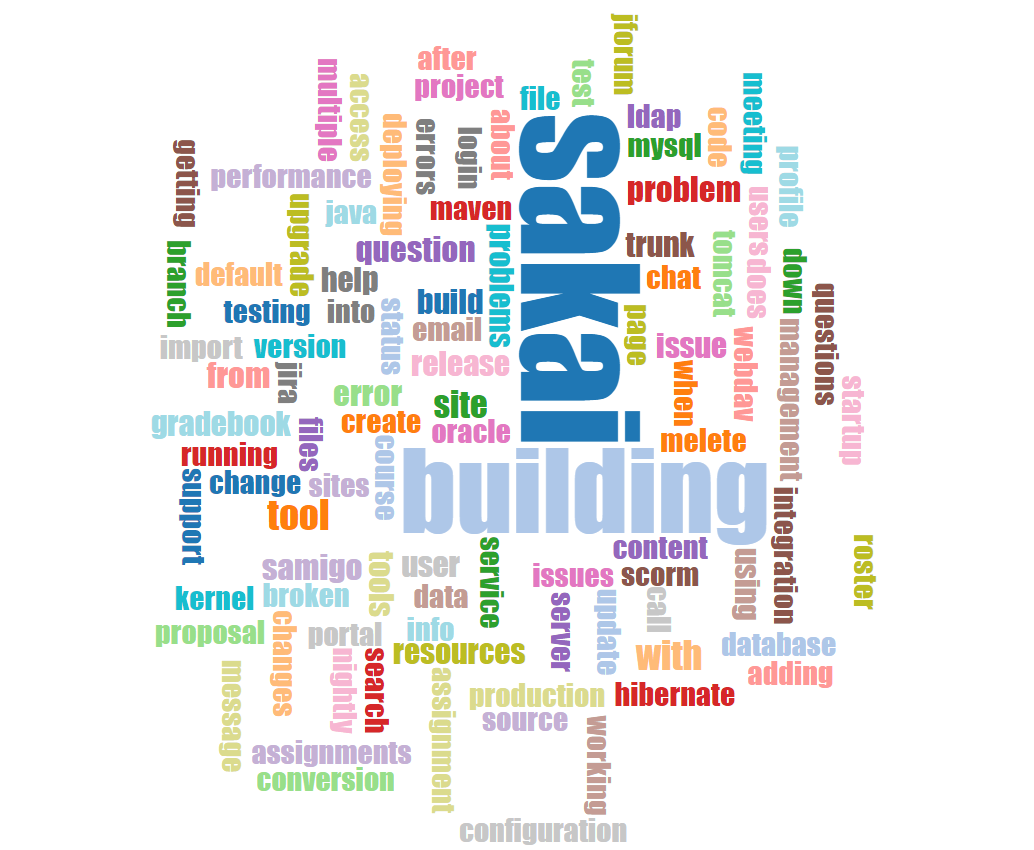 jforum
after
test
multiple
access
project
file
meeting
ldap
code
about
deploying
errors
login
sakai
mysql
getting
profile
performance
problem
users
upgrade
java
maven
problems
trunk
tomcat
question
branch
down
default
help
chat
does
questions
build
testing
into
status
page
email
management
webdav
import
version
issue
release
from
jira
when
startup
error
site
gradebook
create
files
oracle
melete
course
running
building
support
change
sites
integration
tool
roster
service
content
using
samigo
tools
user
issues
scorm
kernel
broken
data
server
update
call
changes
proposal
portal
info
with
database
nightly
search
resources
message
assignment
adding
production
hibernate
source
working
assignments
conversion
configuration